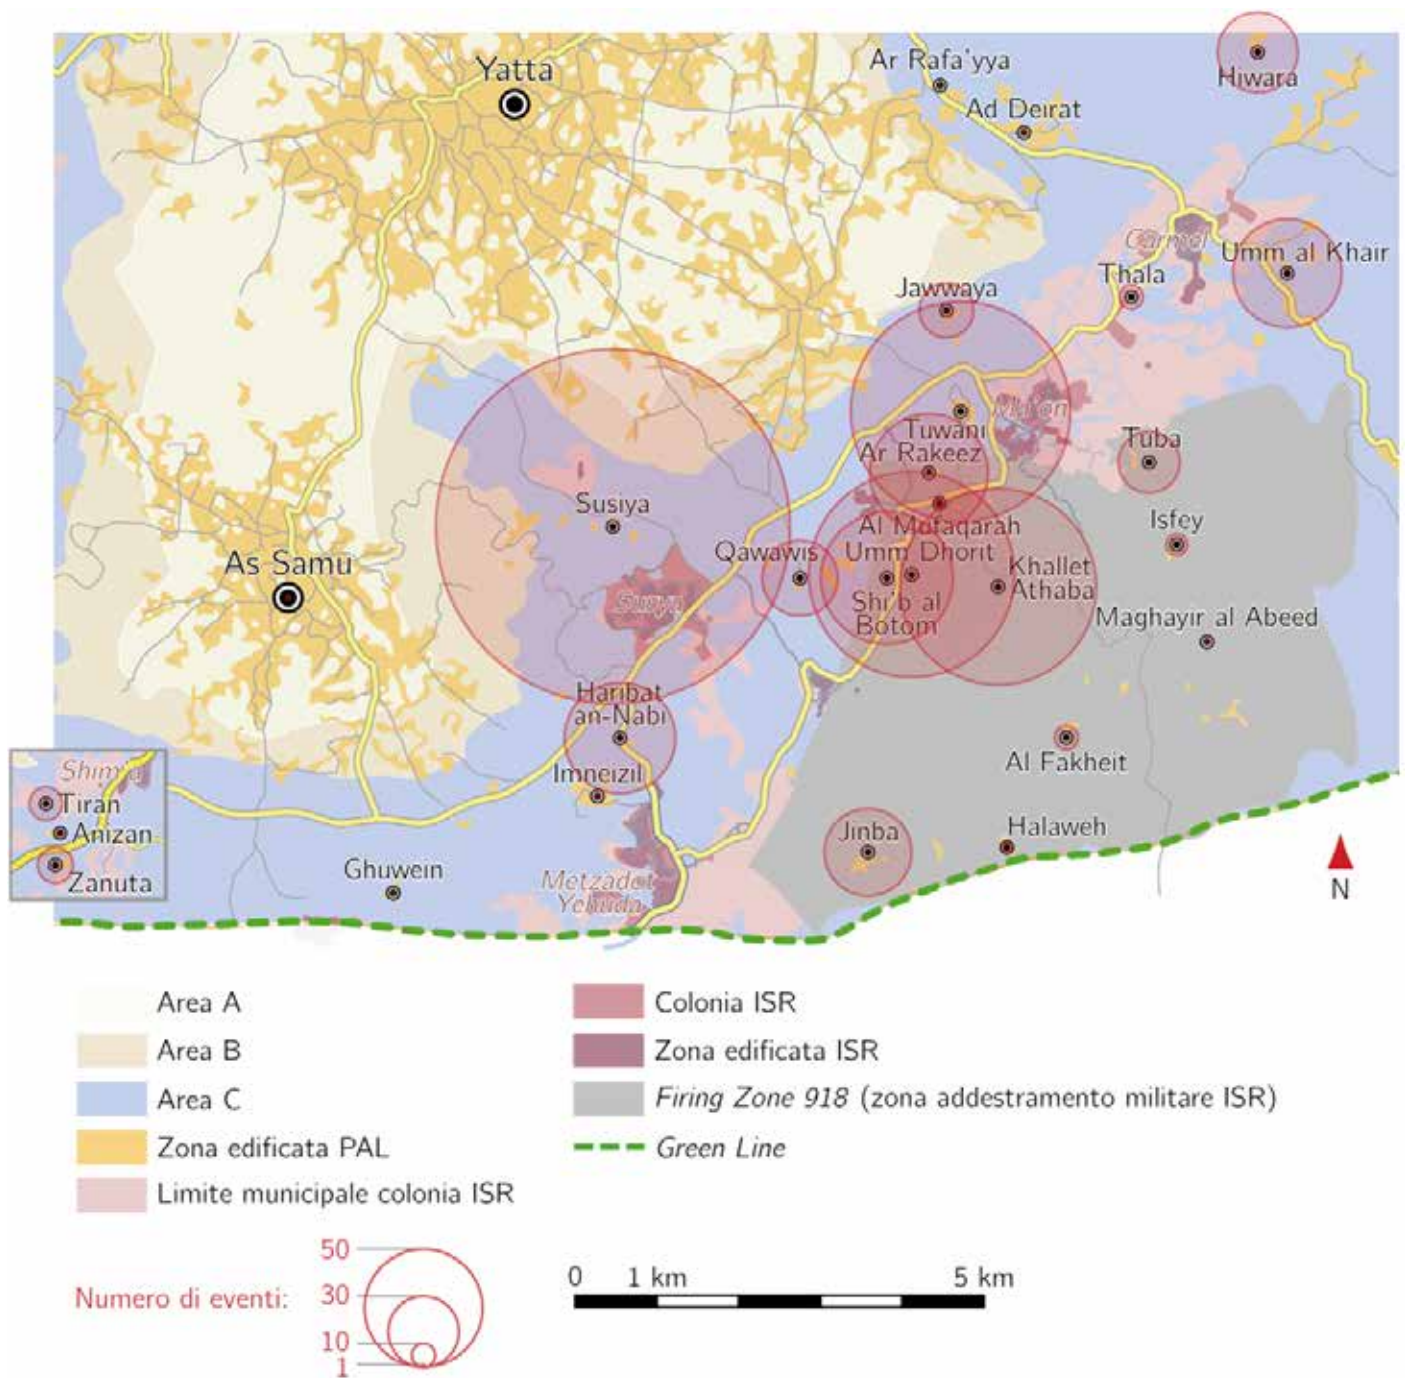 Yatta
Ar Rafa'yya
Ad Deirat
Hiwara
Carmel
Umm al Khair
Thala
Jawwaya
Maon
Tuwani
Ar Rakeez
Tuba
Susiya
Al Mufaqarah
Isfey
Qawawis
Umm Dhorit
Khallet
Athaba
As Samu
Shi'b al
Botom
Susya
Maghayir al Abeed
Haribat
an-Nabi
Al Fakheit
Imneizil
Shim'a
Tiran
Anizan
Zanuta
Jinba
Halaweh
Ghuwein
Metzadot
Yehuda
N
Area A
Area B
Area C
Zona edificata PAL
Limite municipale colonia ISR
Colonia ISR
Zona edificata ISR
Firing Zone 918 (zona addestramento militare ISR)
Green Line
Numero di eventi:
50
30
10
1
0 1 km 5 km